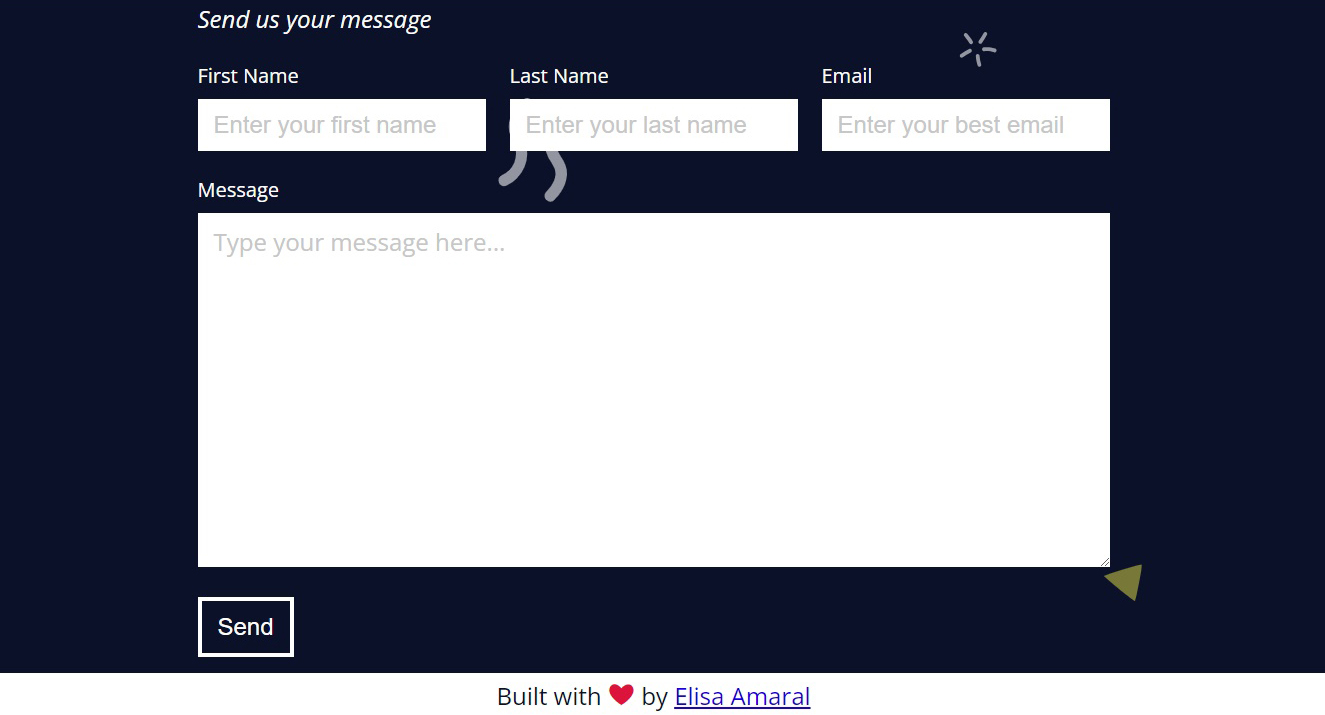 Send us your message
First Name Last Name Email
Enter your first name Enter your last name Enter your best email
Message
Type your message here...
Send
Built with ❤ by Elisa Amaral